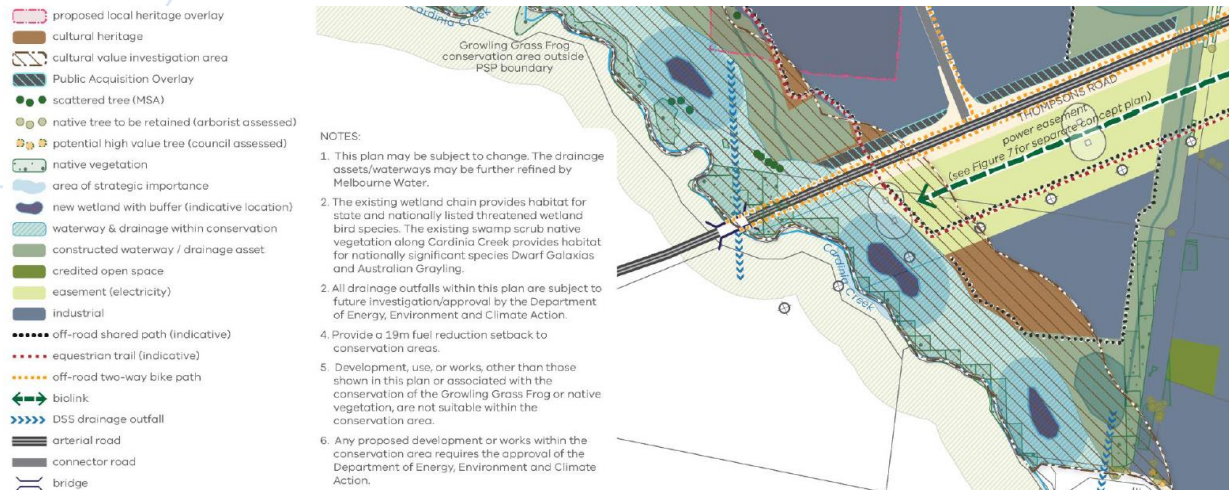 proposed local heritage overlay
cultural heritage
cultural value investigation area
Public Acquisition Overlay
scattered tree (MSA)
native tree to be retained (arborist assessed)
potential high value tree (council assessed)
native vegetation
area of strategic importance
new wetland with buffer (indicative location)
waterway & drainage within conservation
constructed waterway / drainage asset
credited open space
easement (electricity)
industrial
off-road shared path (indicative)
equestrian trail (indicative)
off-road two-way bike path
biolink
DSS drainage outfall
arterial road
connector road
bridge
NOTES:
1. This plan may be subject to change. The drainage
assets/waterways may be further refined by
Melbourne Water.
2. The existing wetland chain provides habitat for
state and nationally listed threatened wetland
bird species. The existing swamp scrub native
vegetation along Cardinia Creek provides habitat
for nationally significant species Dwarf Galaxias
and Australian Grayling.
2. All drainage outfalls within this plan are subject to
future investigation/approval by the Department
of Energy, Environment and Climate Action.
4. Provide a 19m fuel reduction setback to
conservation areas.
5. Development, use, or works, other than those
shown in this plan or associated with the
conservation of the Growling Grass Frog or native
vegetation, are not suitable within the
conservation area.
6. Any proposed development or works within the
conservation area requires the approval of the
Department of Energy, Environment and Climate
Action.
Cardinia Creek
Growling Grass Frog
conservation area outside
PSP boundary
THOMPSONS ROAD
power easement
(see Figure 7 for separate concept plan)
Cardinia Creek